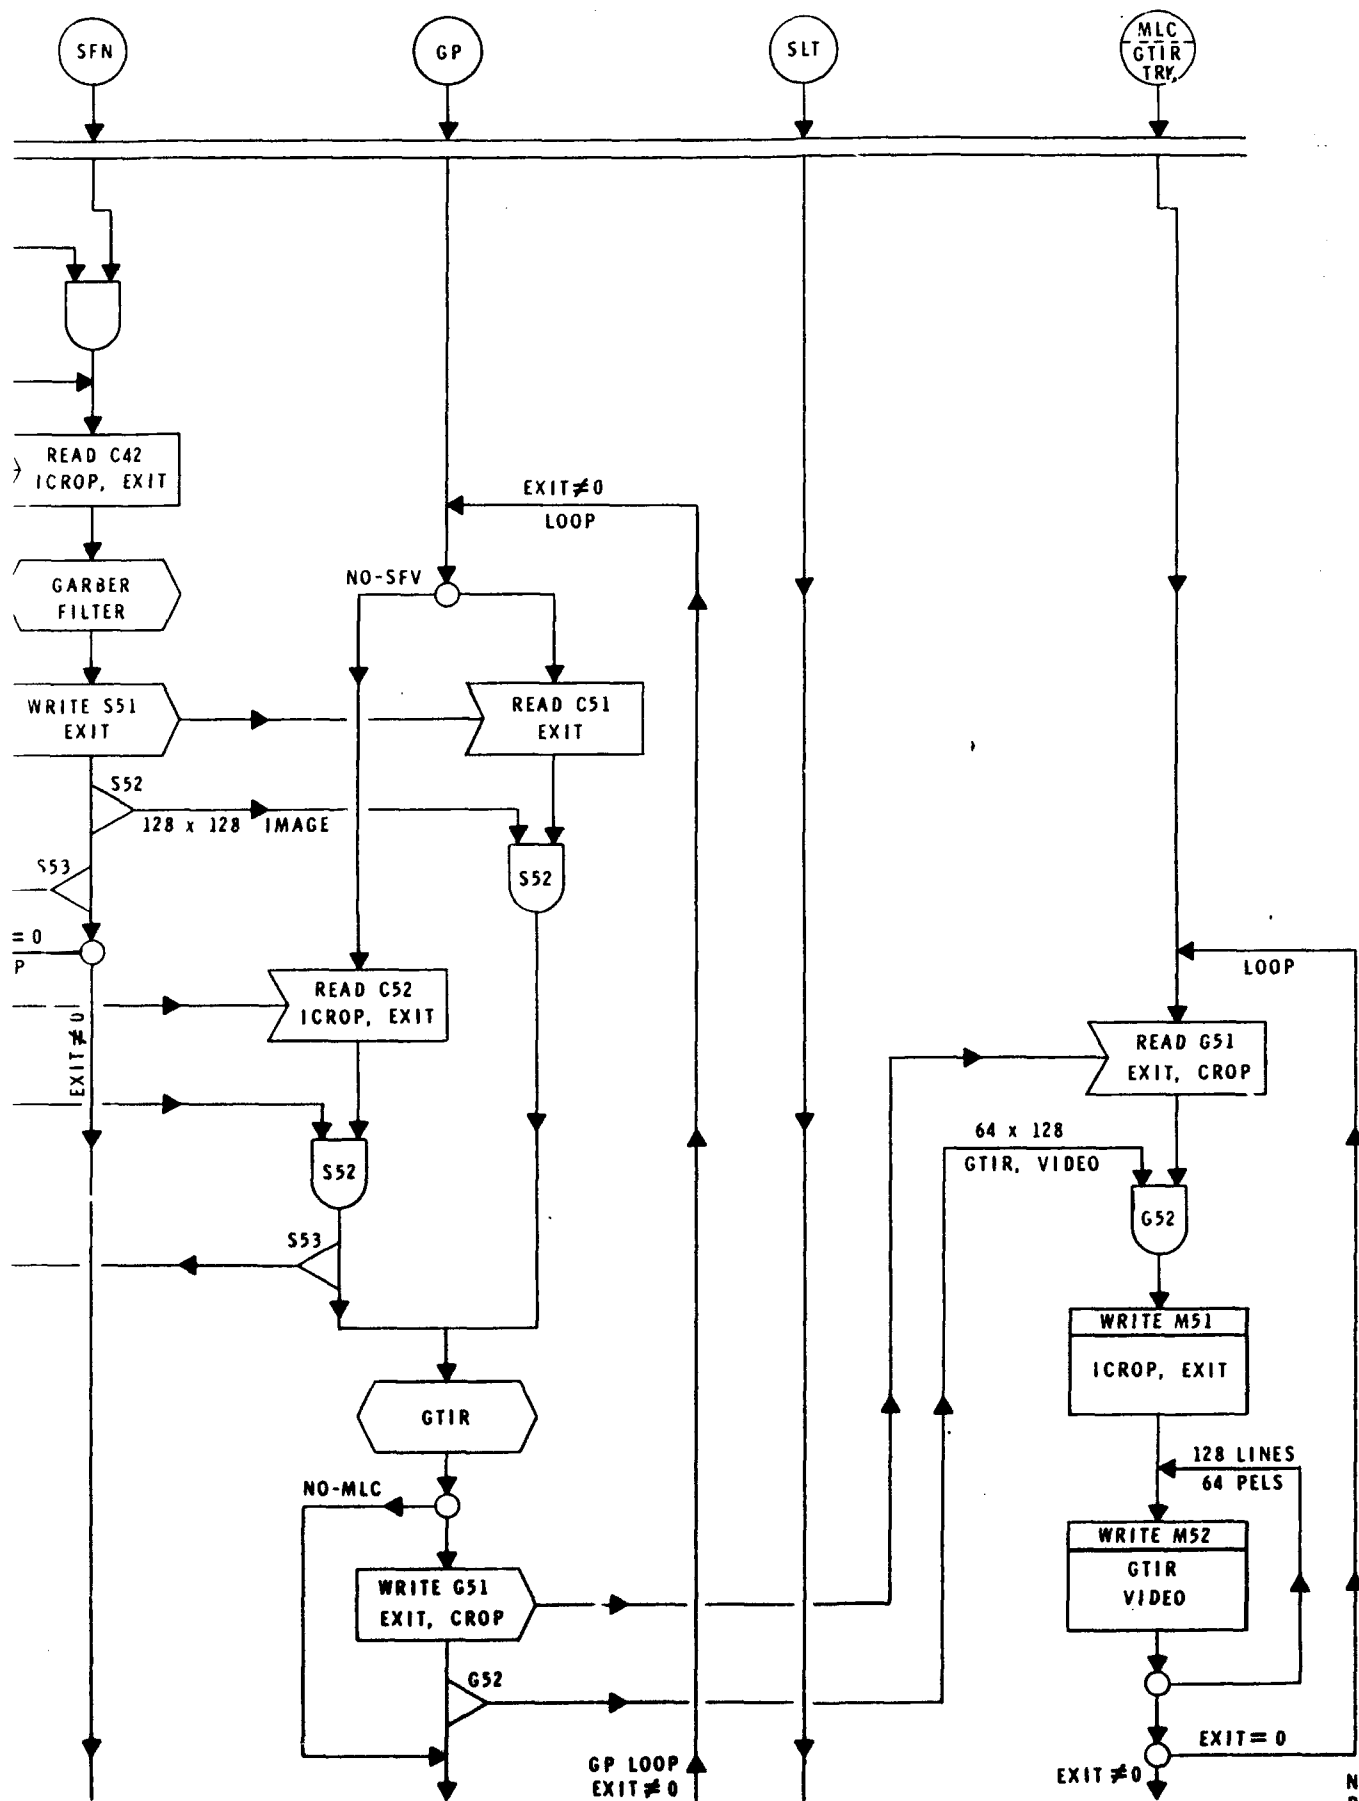 SFN
GP
SLT
MLC
GTIR
TRK
READ C42
ICROP, EXIT
EXIT≠0
LOOP
GARBER
FILTER
NO-SFV
WRITE S51
EXIT
READ C51
EXIT
S52
128 x 128 IMAGE
S53
S52
= 0
P
LOOP
READ C52
ICROP, EXIT
EXIT≠0
READ G51
EXIT, CROP
64 x 128
GTIR, VIDEO
S52
G52
S53
WRITE M51
ICROP, EXIT
GTIR
128 LINES
64 PELS
NO-MLC
WRITE M52
GTIR
VIDEO
WRITE G51
EXIT, CROP
G52
EXIT= 0
GP LOOP
EXIT≠0
EXIT≠0
N